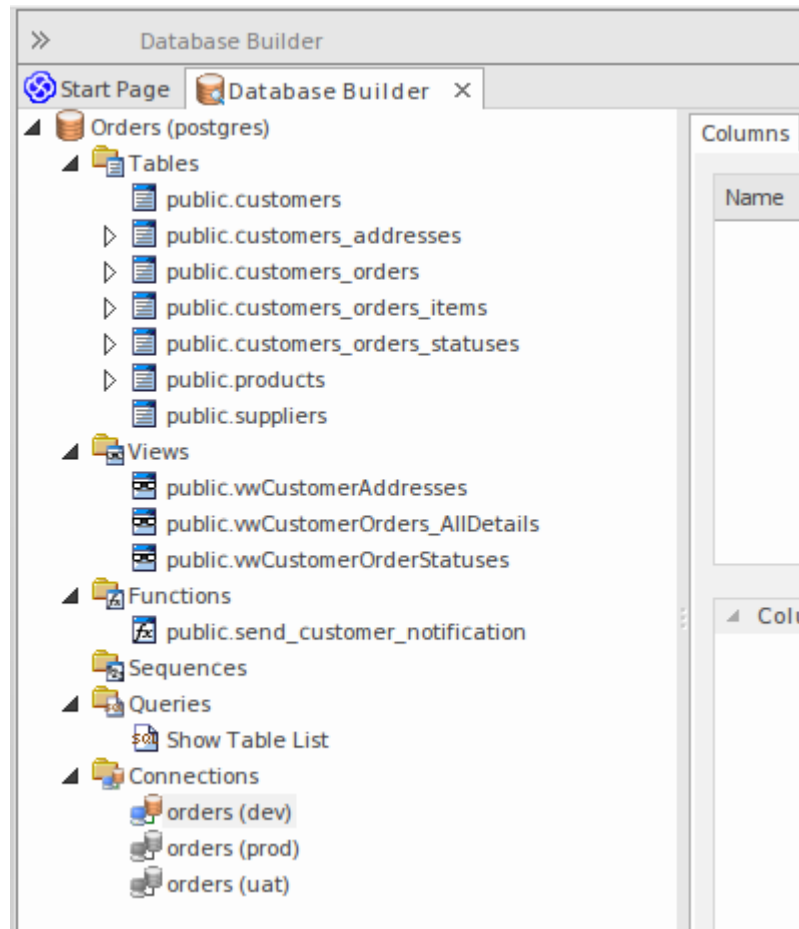 Database Builder
Start Page Database Builder
Orders (postgres)
Columns
Tables
Name
public.customers
public.customers_addresses
public.customers_orders
public.customers_orders_items
public.customers_orders_statuses
public.products
public.suppliers
Views
public.vwCustomerAddresses
public.vwCustomerOrders_AllDetails
public.vwCustomerOrderStatuses
Functions
Colu
public.send_customer_notification
Sequences
Queries
Show Table List
Connections
orders (dev)
orders (prod)
orders (uat)